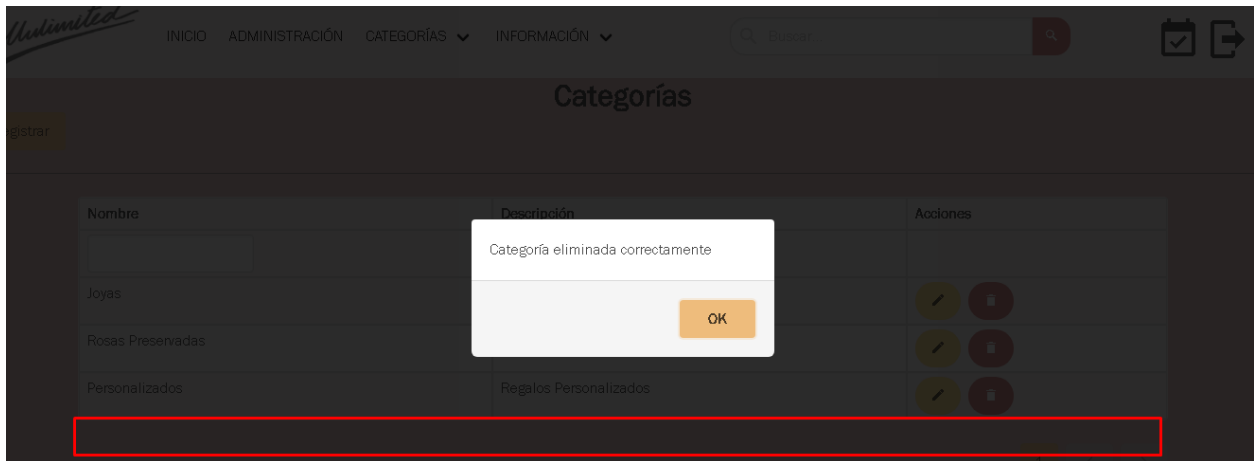 Unlimited
INICIO ADMINISTRACIÓN CATEGORÍAS INFORMACIÓN Buscar...
Categorías
egistrar
Nombre Descripción Acciones
Categoría eliminada correctamente
Joyas
OK
Rosas Preservadas
Personalizados Regalos Personalizados